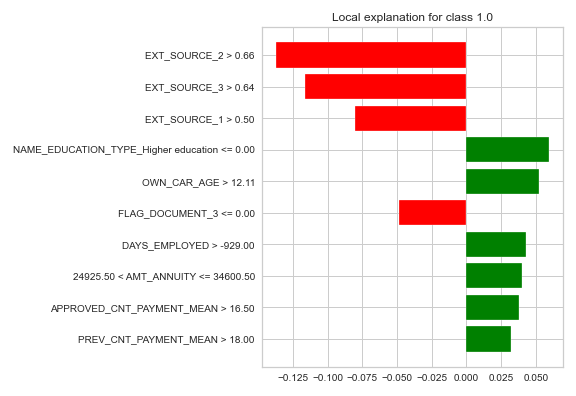 Local explanation for class 1.0
EXT_SOURCE_2 > 0.66
EXT_SOURCE_3 > 0.64
EXT_SOURCE_1 > 0.50
NAME_EDUCATION_TYPE_Higher education <= 0.00
OWN_CAR_AGE > 12.11
FLAG_DOCUMENT_3 <= 0.00
DAYS_EMPLOYED > -929.00
24925.50 < AMT_ANNUITY <= 34600.50
APPROVED_CNT_PAYMENT_MEAN > 16.50
PREV_CNT_PAYMENT_MEAN > 18.00
−0.125 −0.100 −0.075 −0.050 −0.025 0.000 0.025 0.050